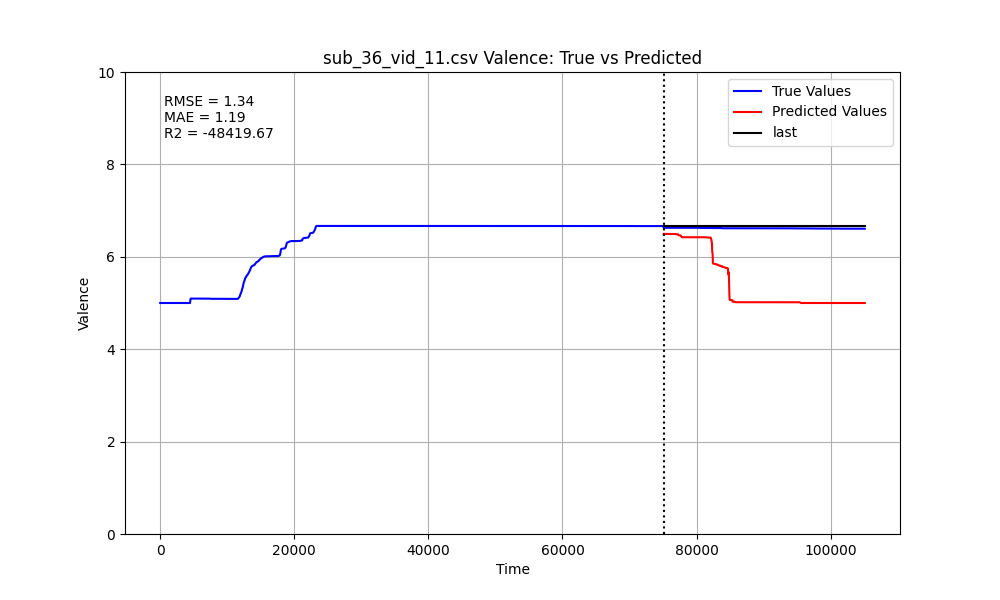 sub_36_vid_11.csv Valence: True vs Predicted
RMSE = 1.34
MAE = 1.19
R2 = -48419.67
True Values
Predicted Values
last
10
8
6
4
2
0
Valence
0
20000
40000
60000
80000
100000
Time